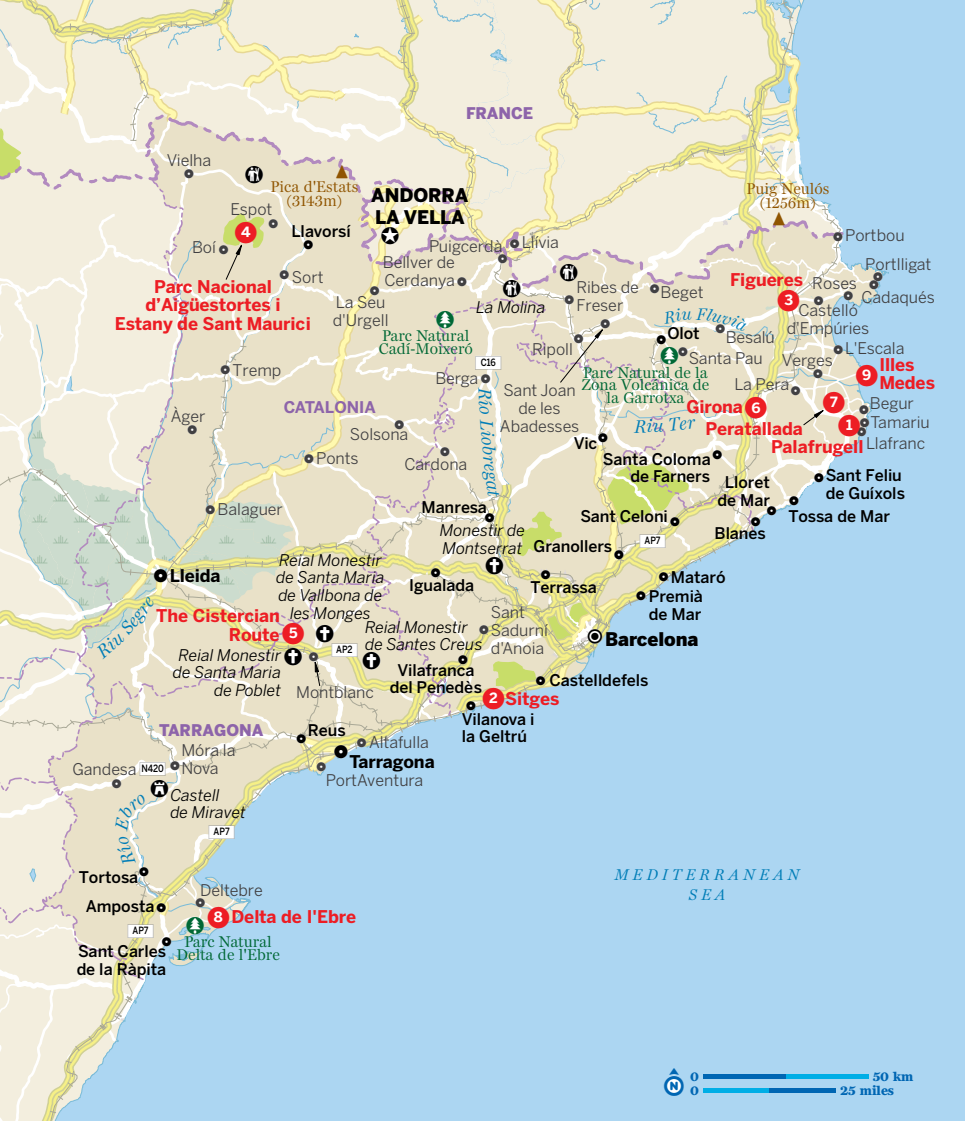 FRANCE
Vielha
Pica d'Estats
(3143m)
ANDORRA
LA VELLA
Puig Neulós
(1256m)
Espot
4
Llavorsí
Boí
Puigcerdà
Llívia
Portbou
Bellver de
Cerdanya
Sort
Parc Nacional
d'Aigüestortes i
Estany de Sant Maurici
La Seu
d'Urgell
La Molina
Ribes de
Freser
Beget
Figueres
3
Portlligat
Roses
Cadaqués
Castelló
d'Empúries
Riu Fluvià
Parc Natural
Cadí-Moixeró
Ripoll
Olot
Besalú
L'Escala
Santa Pau
Verges
9
Illes
Medes
Tremp
C16
Berga
Parc Natural de la
Zona Volcànica de
la Garrotxa
La Pera
Sant Joan
de les
Abadesses
CATALONIA
Riu Ter
Girona
6
7
Peratallada
Begur
1
Tamariu
Palafrugell
Llafranc
Àger
Solsona
Río Llobregat
Vic
Ponts
Cardona
Santa Coloma
de Farners
Sant Feliu
de Guíxols
Lloret
de Mar
Tossa de Mar
Balaguer
Manresa
Sant Celoni
Blanes
Monestir de
Montserrat
AP7
Granollers
Reial Monestir
de Santa Maria
de Vallbona de
les Monges
Lleida
Igualada
Terrassa
Mataró
Premià
de Mar
Riu Segre
The Cistercian
Route
5
Reial Monestir
de Santes Creus
Sant
Sadurní
d'Anoia
Barcelona
AP2
Reial Monestir
de Santa Maria
de Poblet
Montblanc
Vilafranca
del Penedès
Castelldefels
2
Sitges
Vilanova i
la Geltrú
TARRAGONA
Reus
Altafulla
Móra la
Nova
Tarragona
Gandesa
N420
PortAventura
Castell
de Miravet
Río Ebro
AP7
Tortosa
MEDITERRANEAN
SEA
Deltebre
Amposta
8
Delta de l'Ebre
AP7
Parc Natural
Delta de l'Ebre
Sant Carles
de la Ràpita
N
0
50 km
0
25 miles